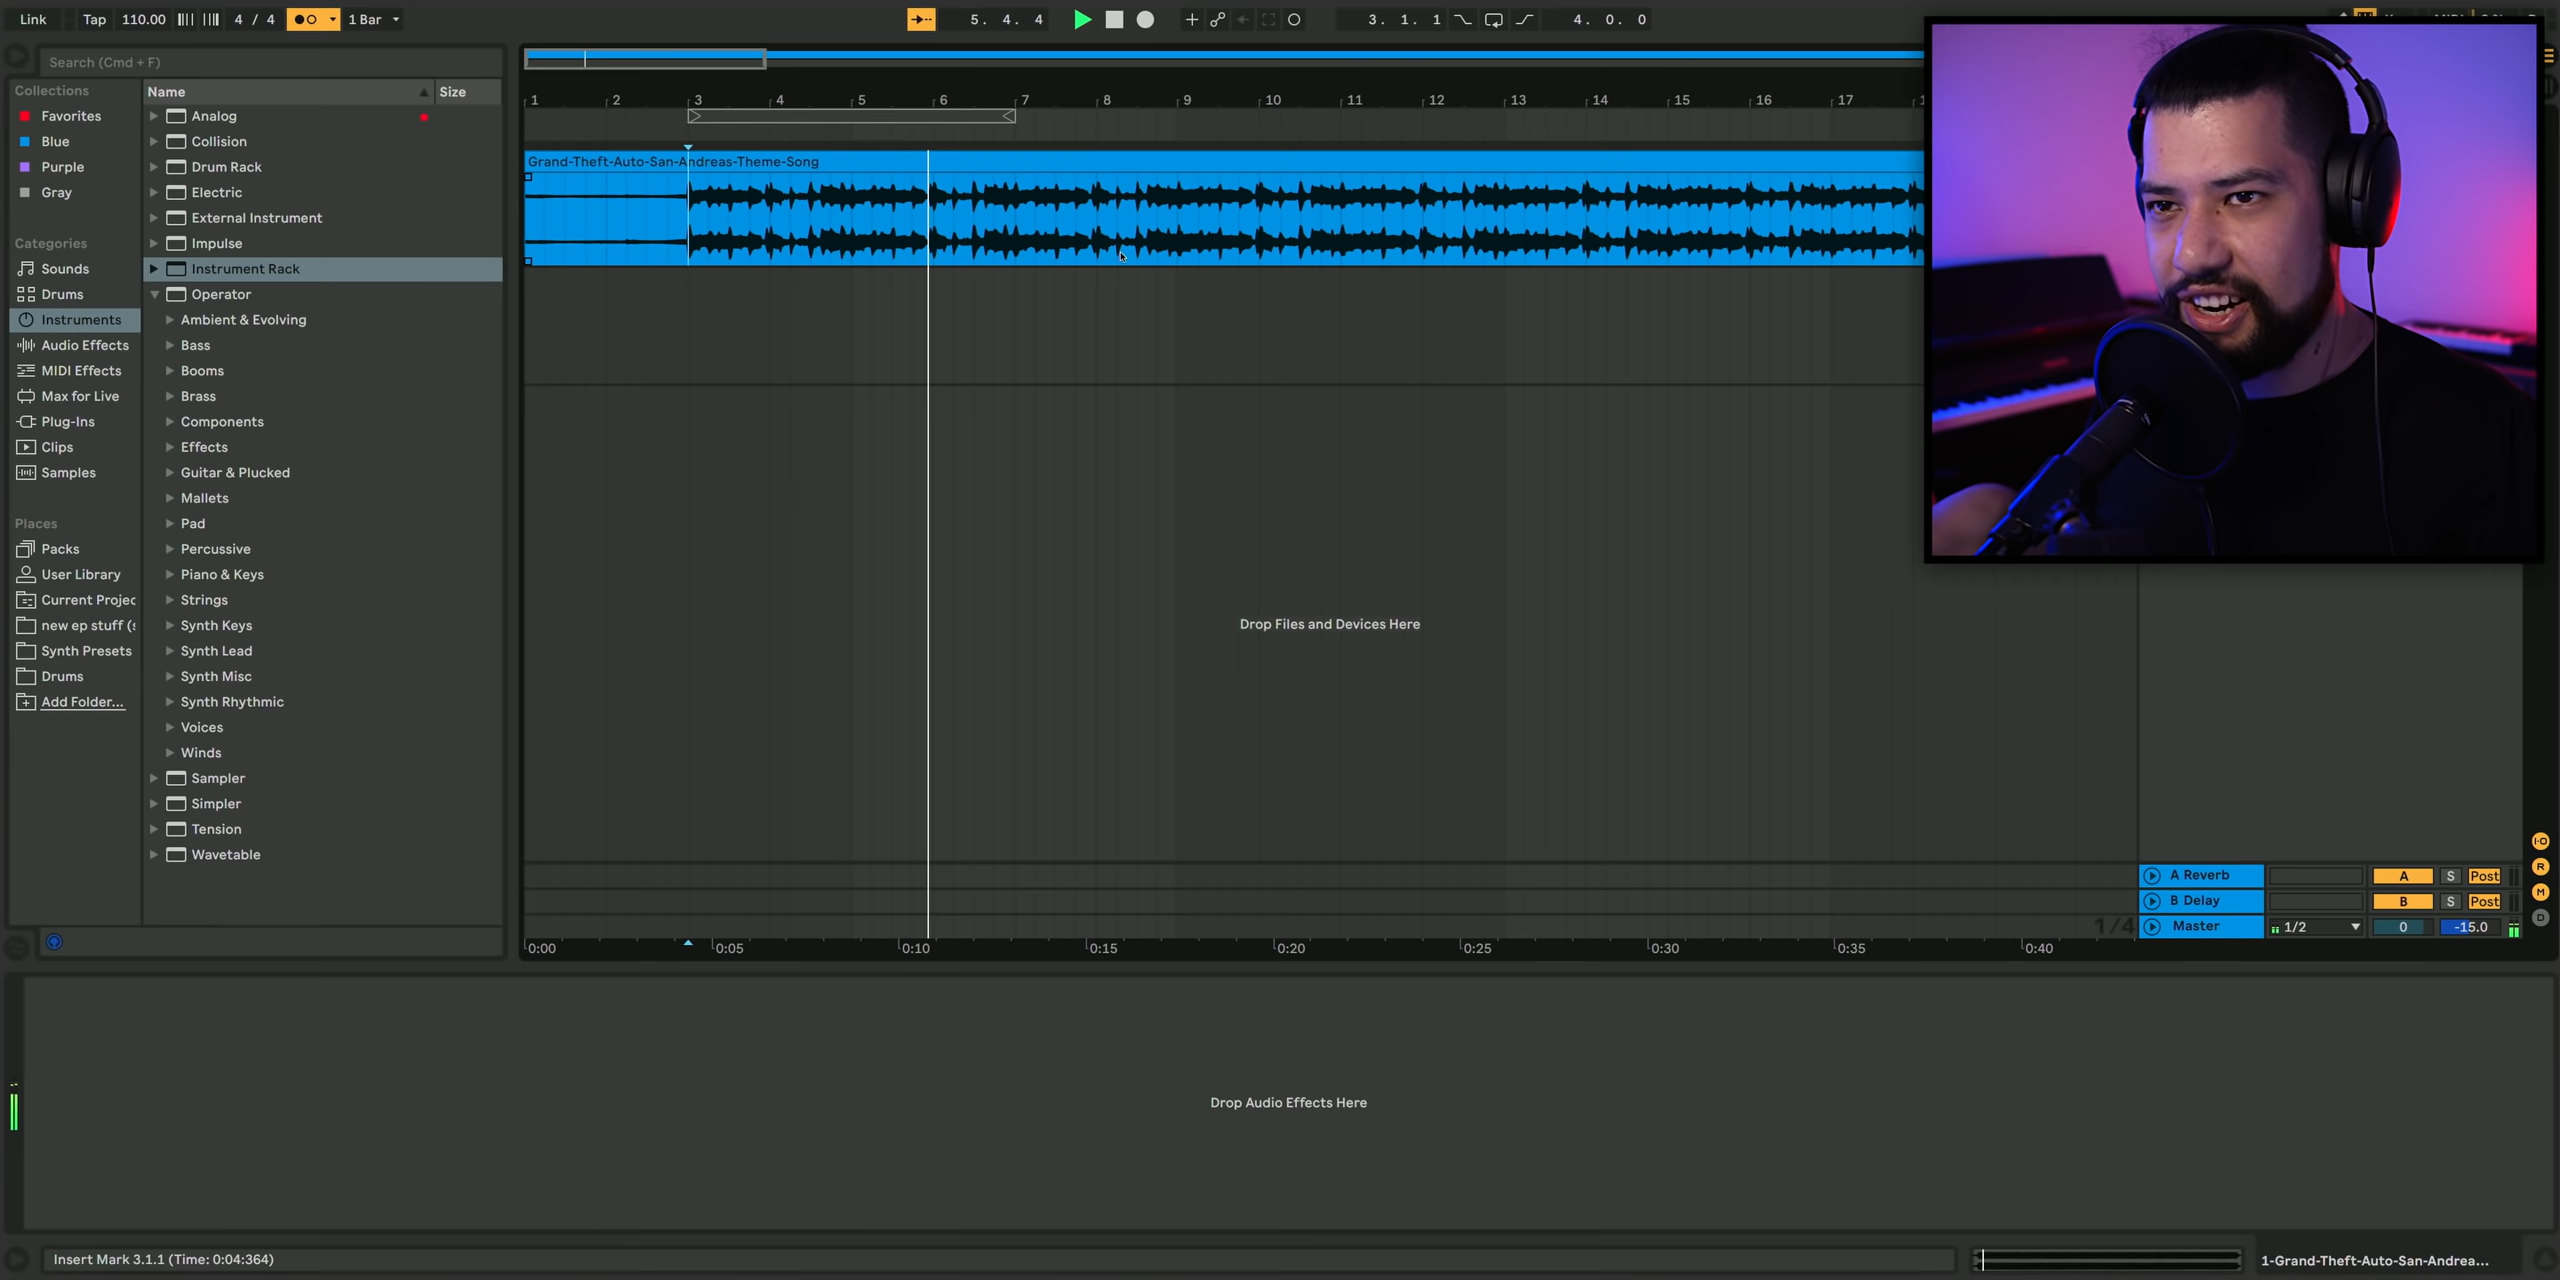 Link Tap 110.00 4 / 4 1 Bar 5. 4. 4 3. 1. 1 4. 0. 0
Search (Cmd + F)
Collections
Favorites
Blue
Purple
Gray
Categories
Sounds
Drums
Instruments
Audio Effects
MIDI Effects
Max for Live
Plug-Ins
Clips
Samples
Places
Packs
User Library
Current Projec
new ep stuff (s
Synth Presets
Drums
Add Folder...
Name Size
Analog
Collision
Drum Rack
Electric
External Instrument
Impulse
Instrument Rack
Operator
Ambient & Evolving
Bass
Booms
Brass
Components
Effects
Guitar & Plucked
Mallets
Pad
Percussive
Piano & Keys
Strings
Synth Keys
Synth Lead
Synth Misc
Synth Rhythmic
Voices
Winds
Sampler
Simpler
Tension
Wavetable
1 2 3 4 5 6 7 8 9 10 11 12 13 14 15 16 17
Grand-Theft-Auto-San-Andreas-Theme-Song
Drop Files and Devices Here
A Reverb A S Post
B Delay B S Post
1/4 Master 1/2 0 -15.0
I·O
R
M
D
0:00 0:05 0:10 0:15 0:20 0:25 0:30 0:35 0:40
Drop Audio Effects Here
Insert Mark 3.1.1 (Time: 0:04:364)
1-Grand-Theft-Auto-San-Andrea...